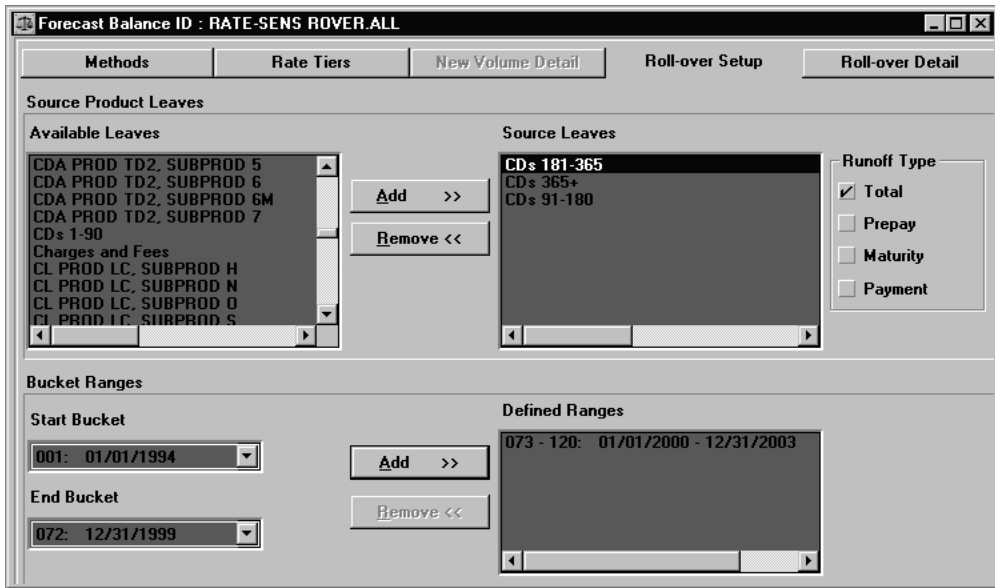 Forecast Balance ID : RATE-SENS ROVER.ALL
Methods
Rate Tiers
New Volume Detail
Roll-over Setup
Roll-over Detail
Source Product Leaves
Available Leaves
CDA PROD TD2, SUBPROD 5
CDA PROD TD2, SUBPROD 6
CDA PROD TD2, SUBPROD 6M
CDA PROD TD2, SUBPROD 7
CDs 1-90
Charges and Fees
CL PROD LC, SUBPROD H
CL PROD LC, SUBPROD N
CL PROD LC, SUBPROD O
CL PROD LC, SUBPROD S
Add >>
Remove <<
Source Leaves
CDs 181-365
CDs 365+
CDs 91-180
Runoff Type
Total
Prepay
Maturity
Payment
Bucket Ranges
Start Bucket
001: 01/01/1994
End Bucket
072: 12/31/1999
Add >>
Remove <<
Defined Ranges
073 - 120: 01/01/2000 - 12/31/2003